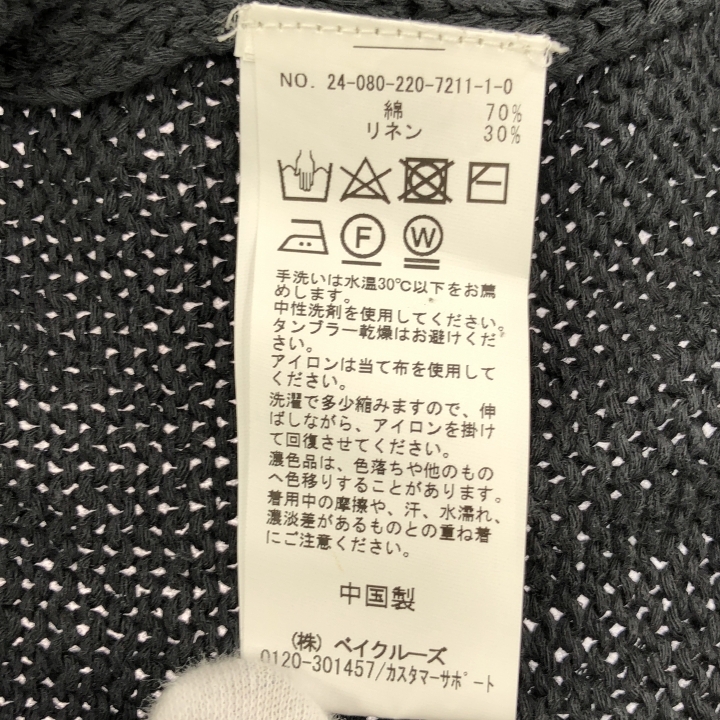 NO. 24-080-220-7211-1-0
綿 70%
リネン 30%
F W
手洗いは水温30℃以下をお薦
めします。
中性洗剤を使用してください。
タンブラー乾燥はお避けくだ
さい。
アイロンは当て布を使用して
ください。
洗濯で多少縮みますので、伸
ばしながら、アイロンを掛け
て回復させてください。
濃色品は、色落ちや他のもの
へ色移りすることがあります。
着用中の摩擦や、汗、水濡れ、
濃淡差があるものとの重ね着
にご注意ください。
中国製
(株) ベイクルーズ
0120-301457/カスタマーサポート